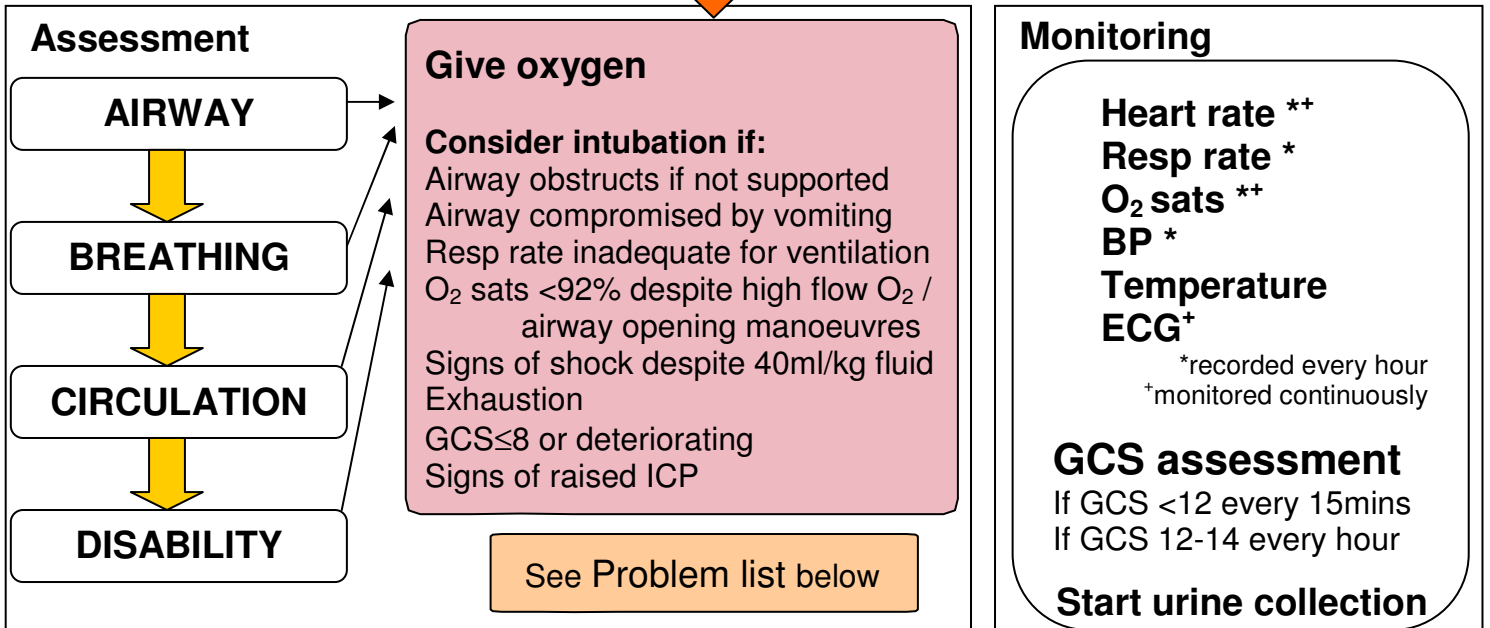 Assessment
AIRWAY
BREATHING
CIRCULATION
DISABILITY
Give oxygen
Consider intubation if:
Airway obstructs if not supported
Airway compromised by vomiting
Resp rate inadequate for ventilation
O₂ sats <92% despite high flow O₂ /
airway opening manoeuvres
Signs of shock despite 40ml/kg fluid
Exhaustion
GCS≤8 or deteriorating
Signs of raised ICP
See Problem list below
Monitoring
Heart rate *⁺
Resp rate *
O₂ sats *⁺
BP *
Temperature
ECG⁺
*recorded every hour
⁺monitored continuously
GCS assessment
If GCS <12 every 15mins
If GCS 12-14 every hour
Start urine collection